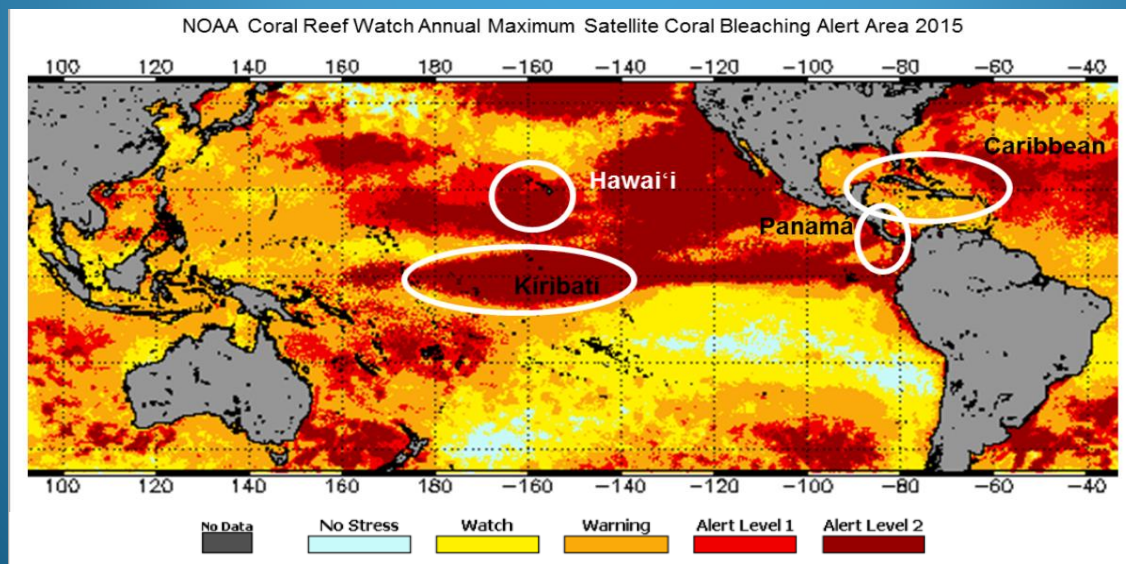 NOAA Coral Reef Watch Annual Maximum Satellite Coral Bleaching Alert Area 2015
100 120 140 160 180 -160 -140 -120 -100 -80 -60 -40
Caribbean
Hawaiʻi
Panama
Kiribati
100 120 140 160 180 -160 -140 -120 -100 -80 -60 -40
No Data No Stress Watch Warning Alert Level 1 Alert Level 2